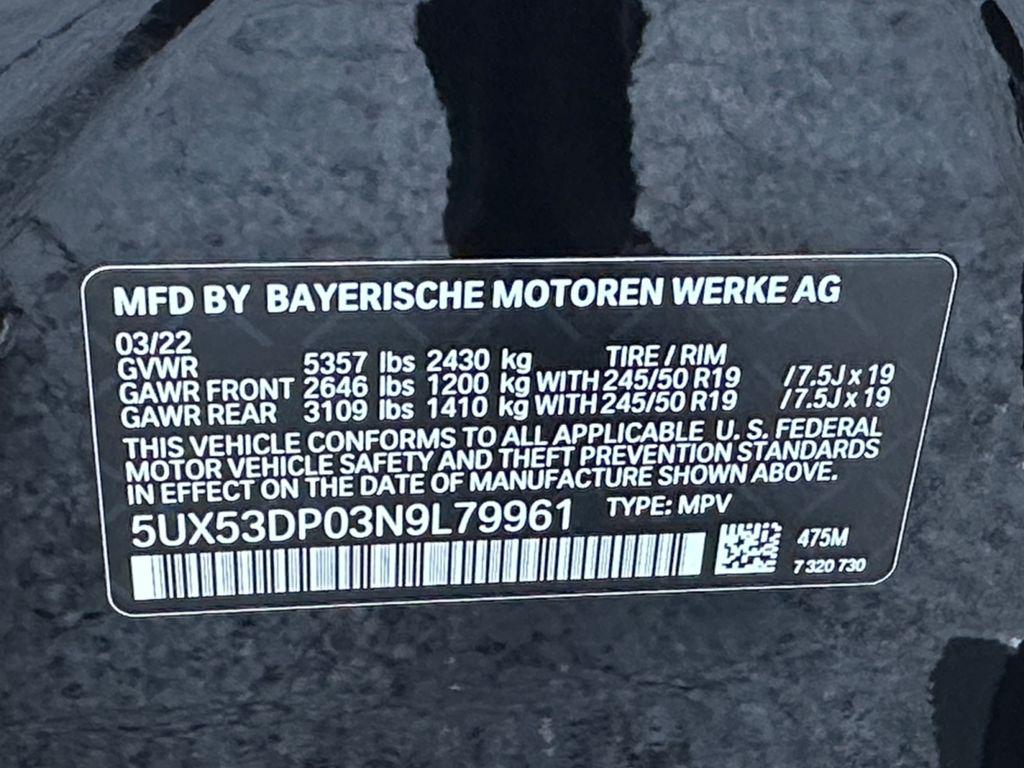 MFD BY BAYERISCHE MOTOREN WERKE AG
03/22
GVWR 5357 lbs 2430 kg TIRE / RIM
GAWR FRONT 2646 lbs 1200 kg WITH 245/50 R19 /7.5J x 19
GAWR REAR 3109 lbs 1410 kg WITH 245/50 R19 /7.5J x 19
THIS VEHICLE CONFORMS TO ALL APPLICABLE U. S. FEDERAL
MOTOR VEHICLE SAFETY AND THEFT PREVENTION STANDARDS
IN EFFECT ON THE DATE OF MANUFACTURE SHOWN ABOVE.
5UX53DP03N9L79961 TYPE: MPV
475M
7 320 730